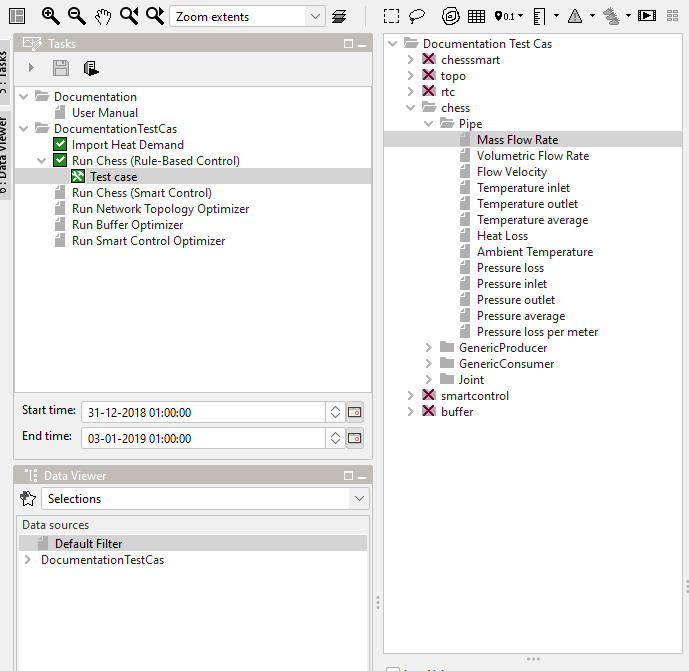 Zoom extents
0.1
5 : Tasks
6 : Data Viewer
Tasks
Documentation
User Manual
DocumentationTestCas
Import Heat Demand
Run Chess (Rule-Based Control)
Test case
Run Chess (Smart Control)
Run Network Topology Optimizer
Run Buffer Optimizer
Run Smart Control Optimizer
Start time:
31-12-2018 01:00:00
End time:
03-01-2019 01:00:00
Data Viewer
Selections
Data sources
Default Filter
DocumentationTestCas
Documentation Test Cas
chesssmart
topo
rtc
chess
Pipe
Mass Flow Rate
Volumetric Flow Rate
Flow Velocity
Temperature inlet
Temperature outlet
Temperature average
Heat Loss
Ambient Temperature
Pressure loss
Pressure inlet
Pressure outlet
Pressure average
Pressure loss per meter
GenericProducer
GenericConsumer
Joint
smartcontrol
buffer